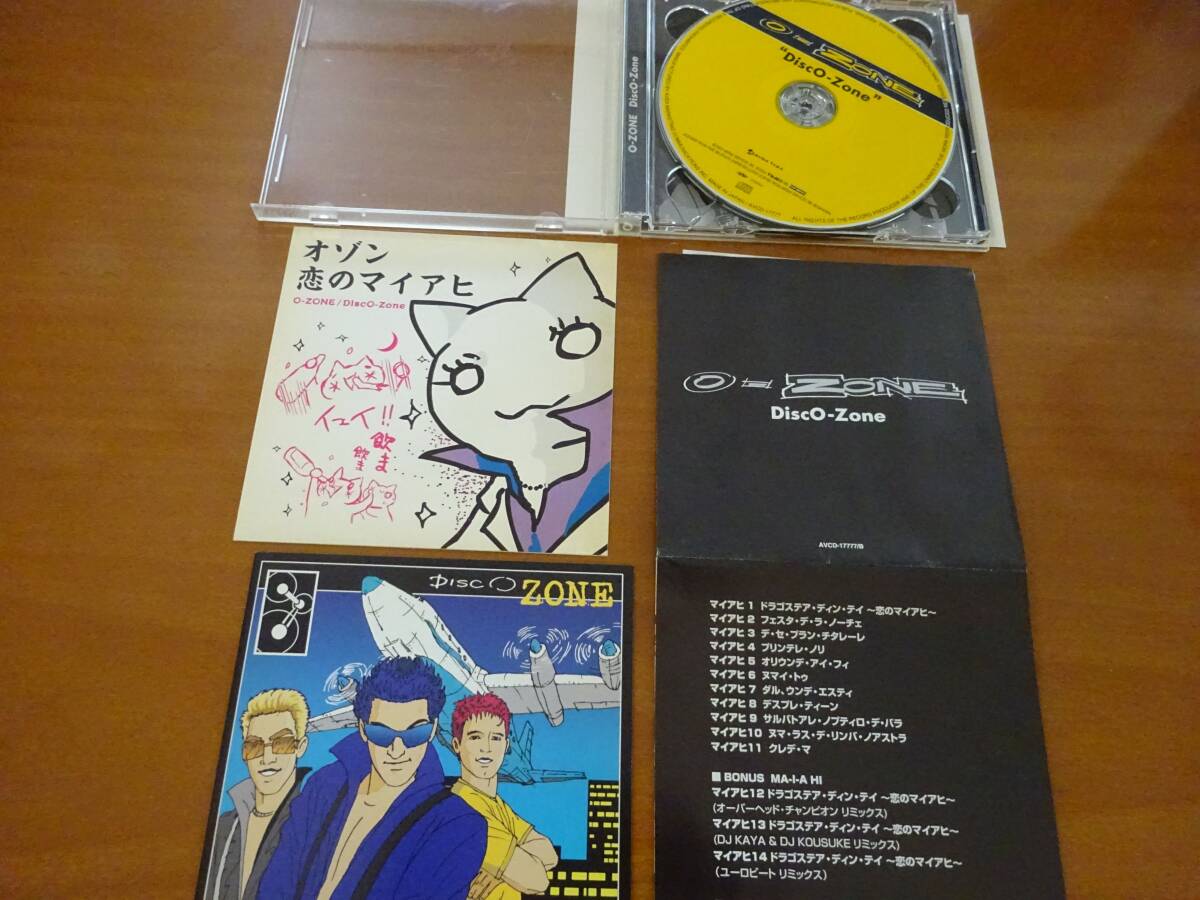 O-ZONE DiscO-Zone
O-ZONE
"DiscO-Zone"
オゾン
恋のマイアヒ
O-ZONE/DiscO-Zone
イェイ!!
飲ま
飲ま
O-ZONE
DiscO-Zone
AVCD-17777/B
DISCO ZONE
マイアヒ 1 ドラゴステア・ディン・テイ 〜恋のマイアヒ〜
マイアヒ 2 フェスタ・デ・ラ・ノーチェ
マイアヒ 3 デ・セ・プラン・チタレーレ
マイアヒ 4 プリンテレ・ノリ
マイアヒ 5 オリウンデ・アイ・フィ
マイアヒ 6 ヌマイ・トゥ
マイアヒ 7 ダル、ウンデ・エスティ
マイアヒ 8 デスプレ・ティーン
マイアヒ 9 サルバトアレ・ノプティロ・デ・バラ
マイアヒ10 ヌマ・ラス・デ・リンバ・ノアストラ
マイアヒ11 クレデ・マ
■ BONUS MA-I-A HI
マイアヒ12 ドラゴステア・ディン・テイ 〜恋のマイアヒ〜
(オーバーヘッド・チャンピオン リミックス)
マイアヒ13 ドラゴステア・ディン・テイ 〜恋のマイアヒ〜
(DJ KAYA & DJ KOUSUKE リミックス)
マイアヒ14 ドラゴステア・ディン・テイ 〜恋のマイアヒ〜
(ユーロビート リミックス)